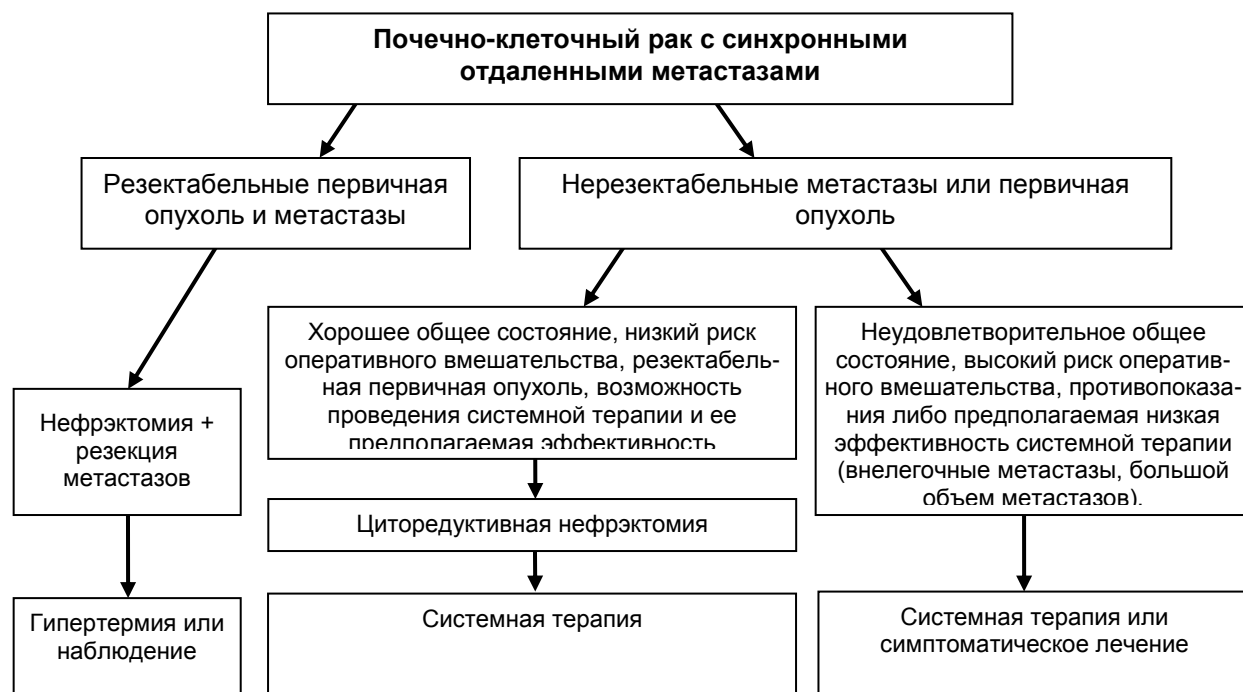 Почечно-клеточный рак с синхронными
отдаленными метастазами
Резектабельные первичная
опухоль и метастазы
Нерезектабельные метастазы или первичная
опухоль
Хорошее общее состояние, низкий риск
оперативного вмешательства, резектабель-
ная первичная опухоль, возможность
проведения системной терапии и ее
предполагаемая эффективность
Неудовлетворительное общее
состояние, высокий риск оператив-
ного вмешательства, противопоказа-
ния либо предполагаемая низкая
эффективность системной терапии
(внелегочные метастазы, большой
объем метастазов).
Нефрэктомия +
резекция
метастазов
Циторедуктивная нефрэктомия
Гипертермия или
наблюдение
Системная терапия
Системная терапия или
симптоматическое лечение